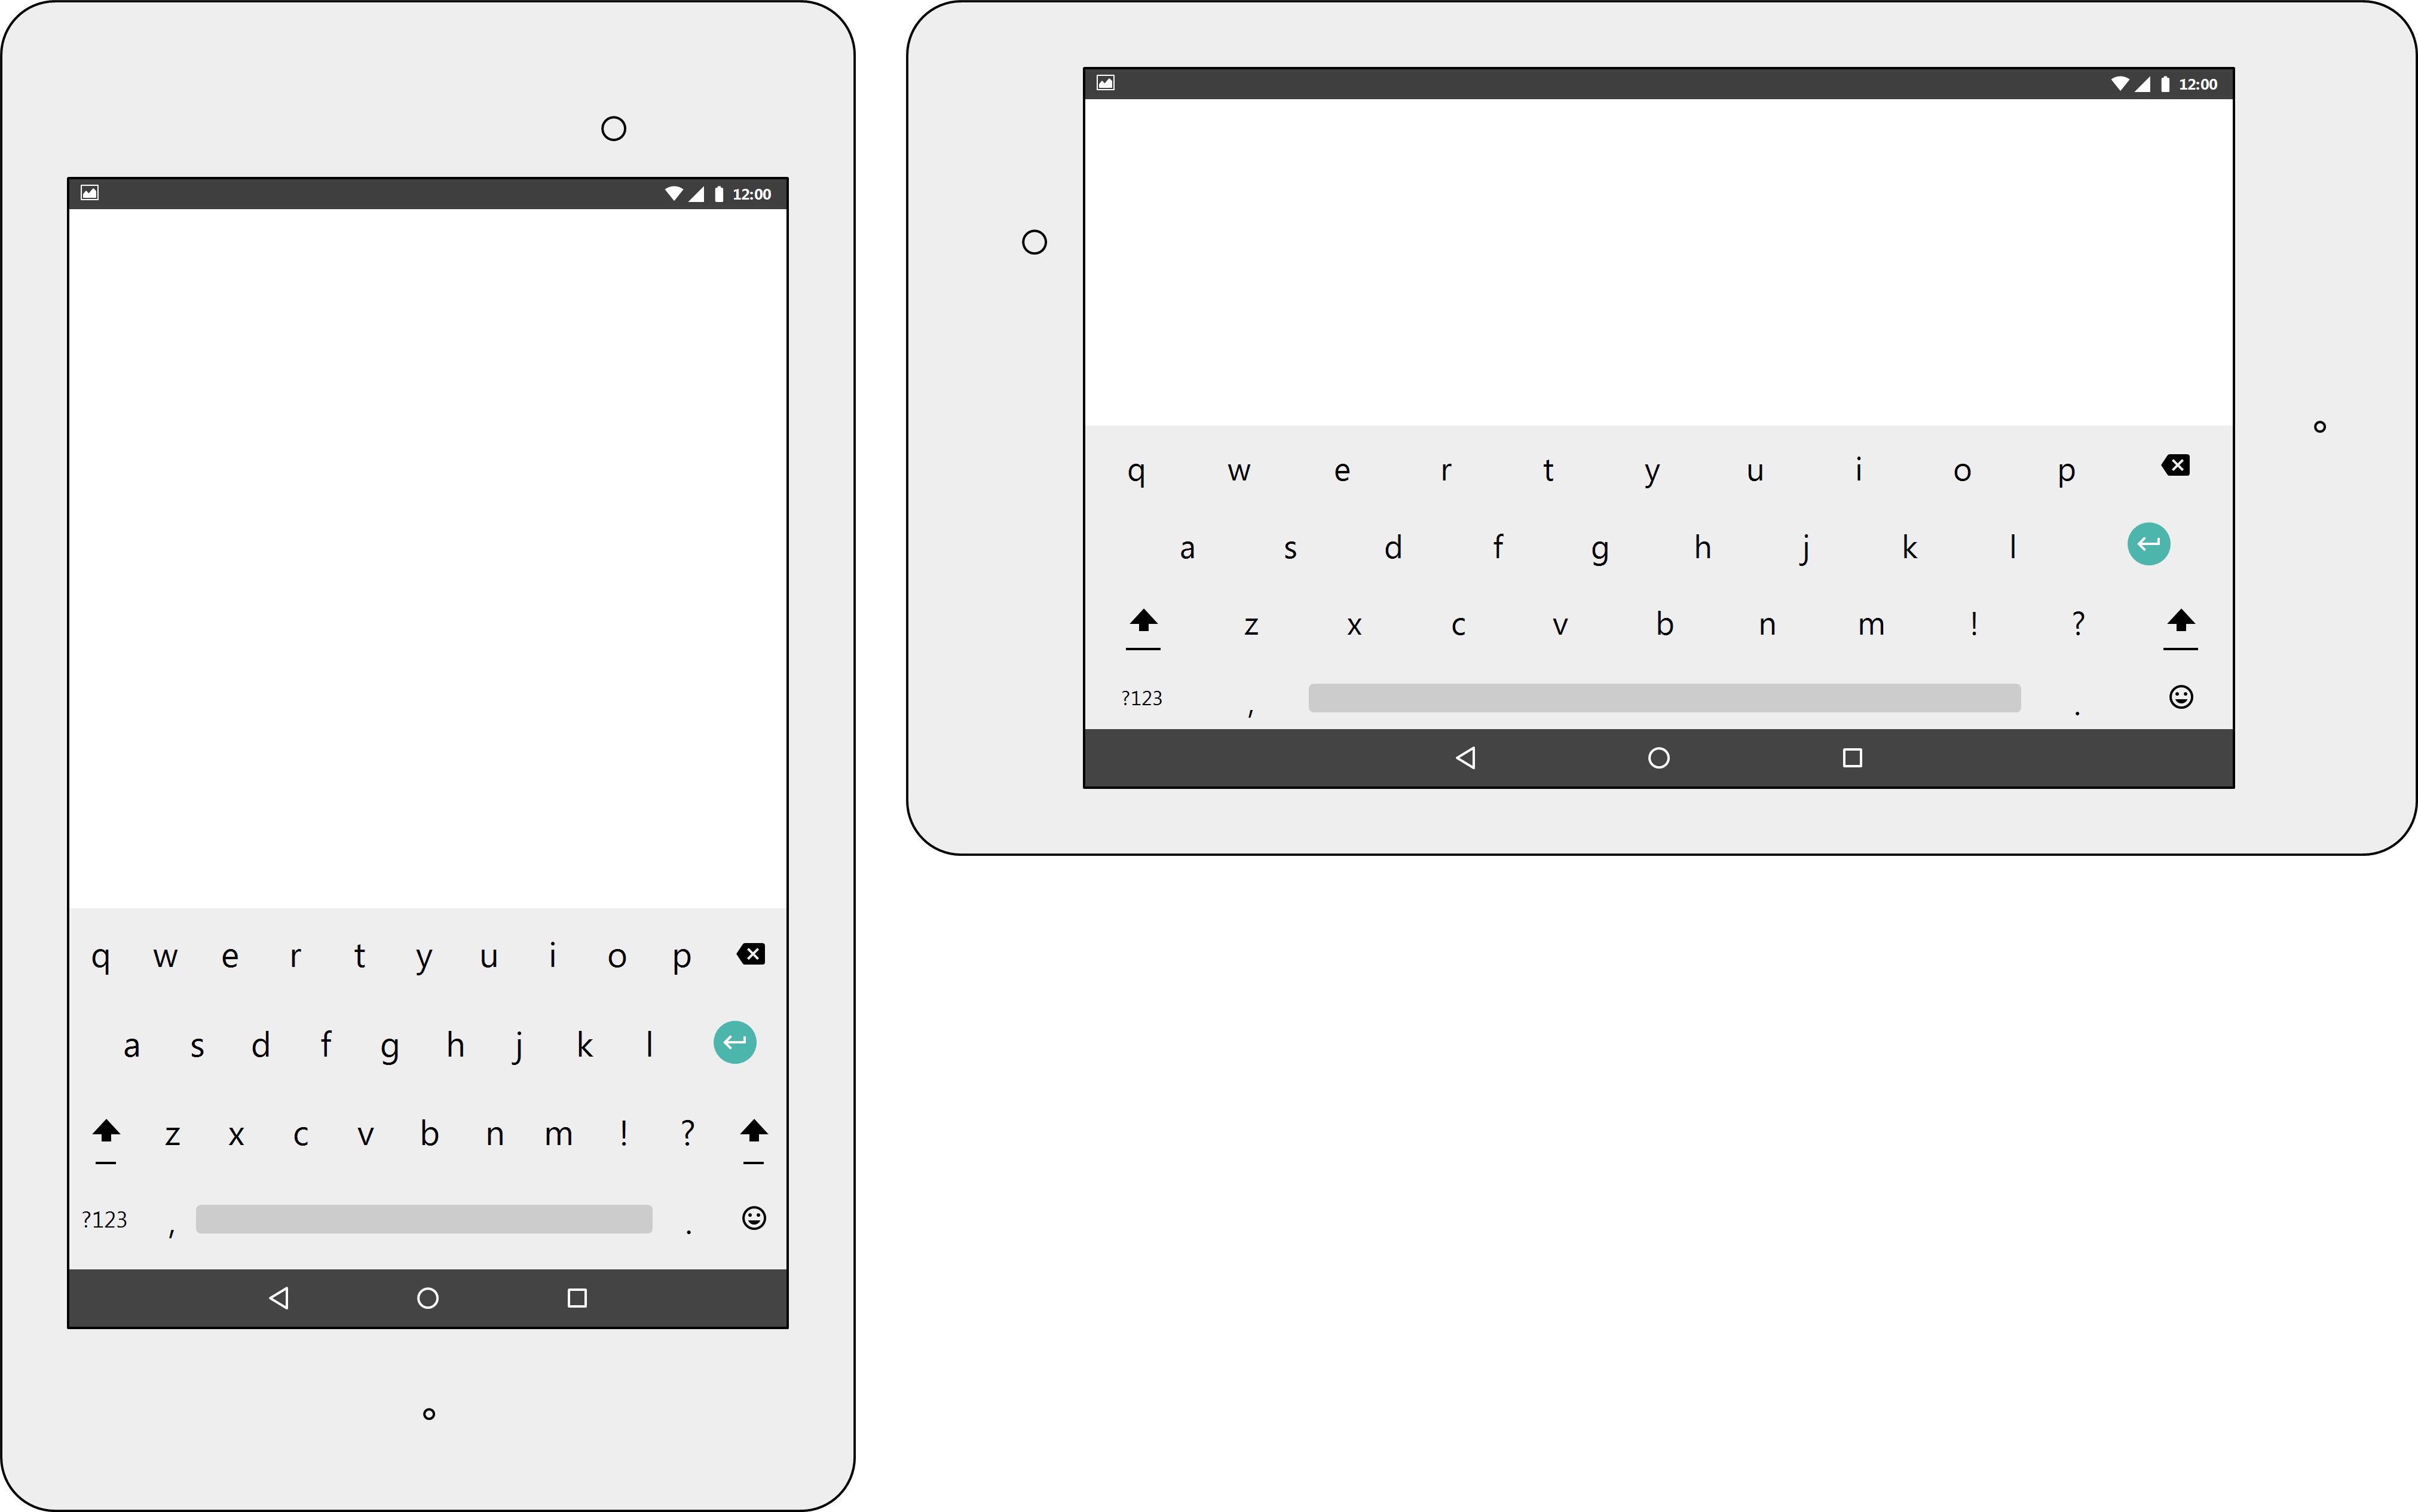 12:00
q w e r t y u i o p
a s d f g h j k l
z x c v b n m ! ?
?123 , .
12:00
q w e r t y u i o p
a s d f g h j k l
z x c v b n m ! ?
?123 , .